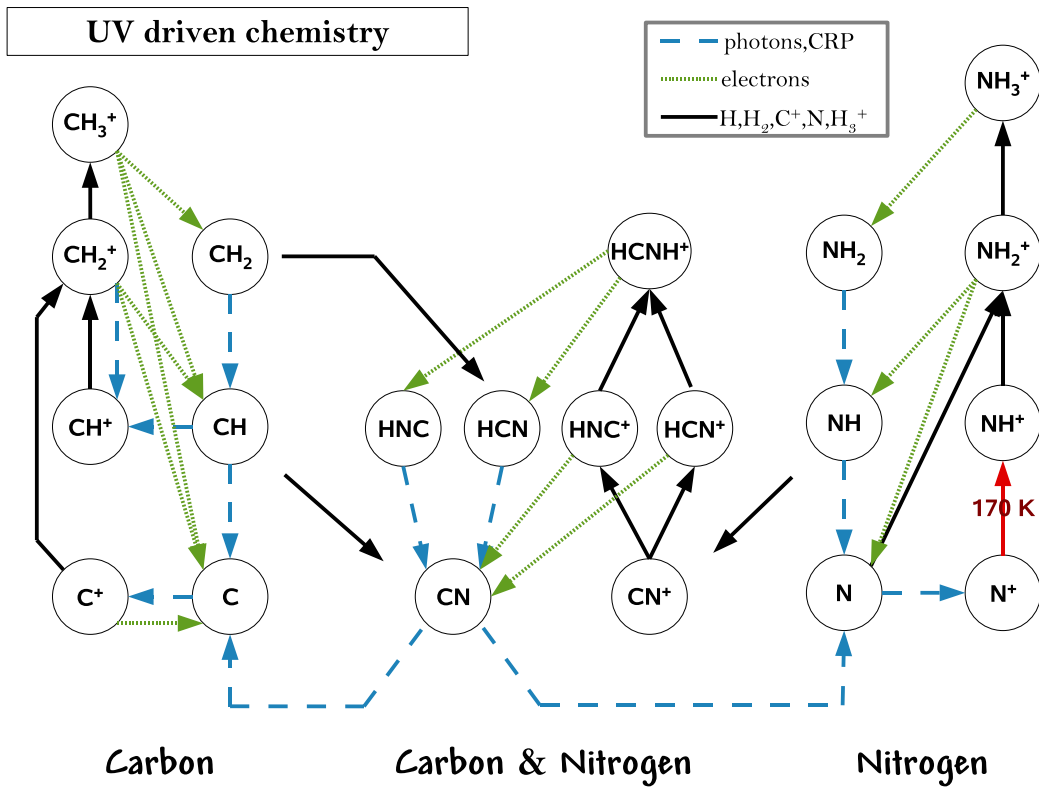 UV driven chemistry
photons,CRP
electrons
H,H₂,C⁺,N,H₃⁺
CH₃⁺
CH₂⁺
CH₂
CH⁺
CH
C⁺
C
HCNH⁺
HNC
HCN
HNC⁺
HCN⁺
CN
CN⁺
NH₃⁺
NH₂
NH₂⁺
NH
NH⁺
170 K
N
N⁺
Carbon
Carbon & Nitrogen
Nitrogen